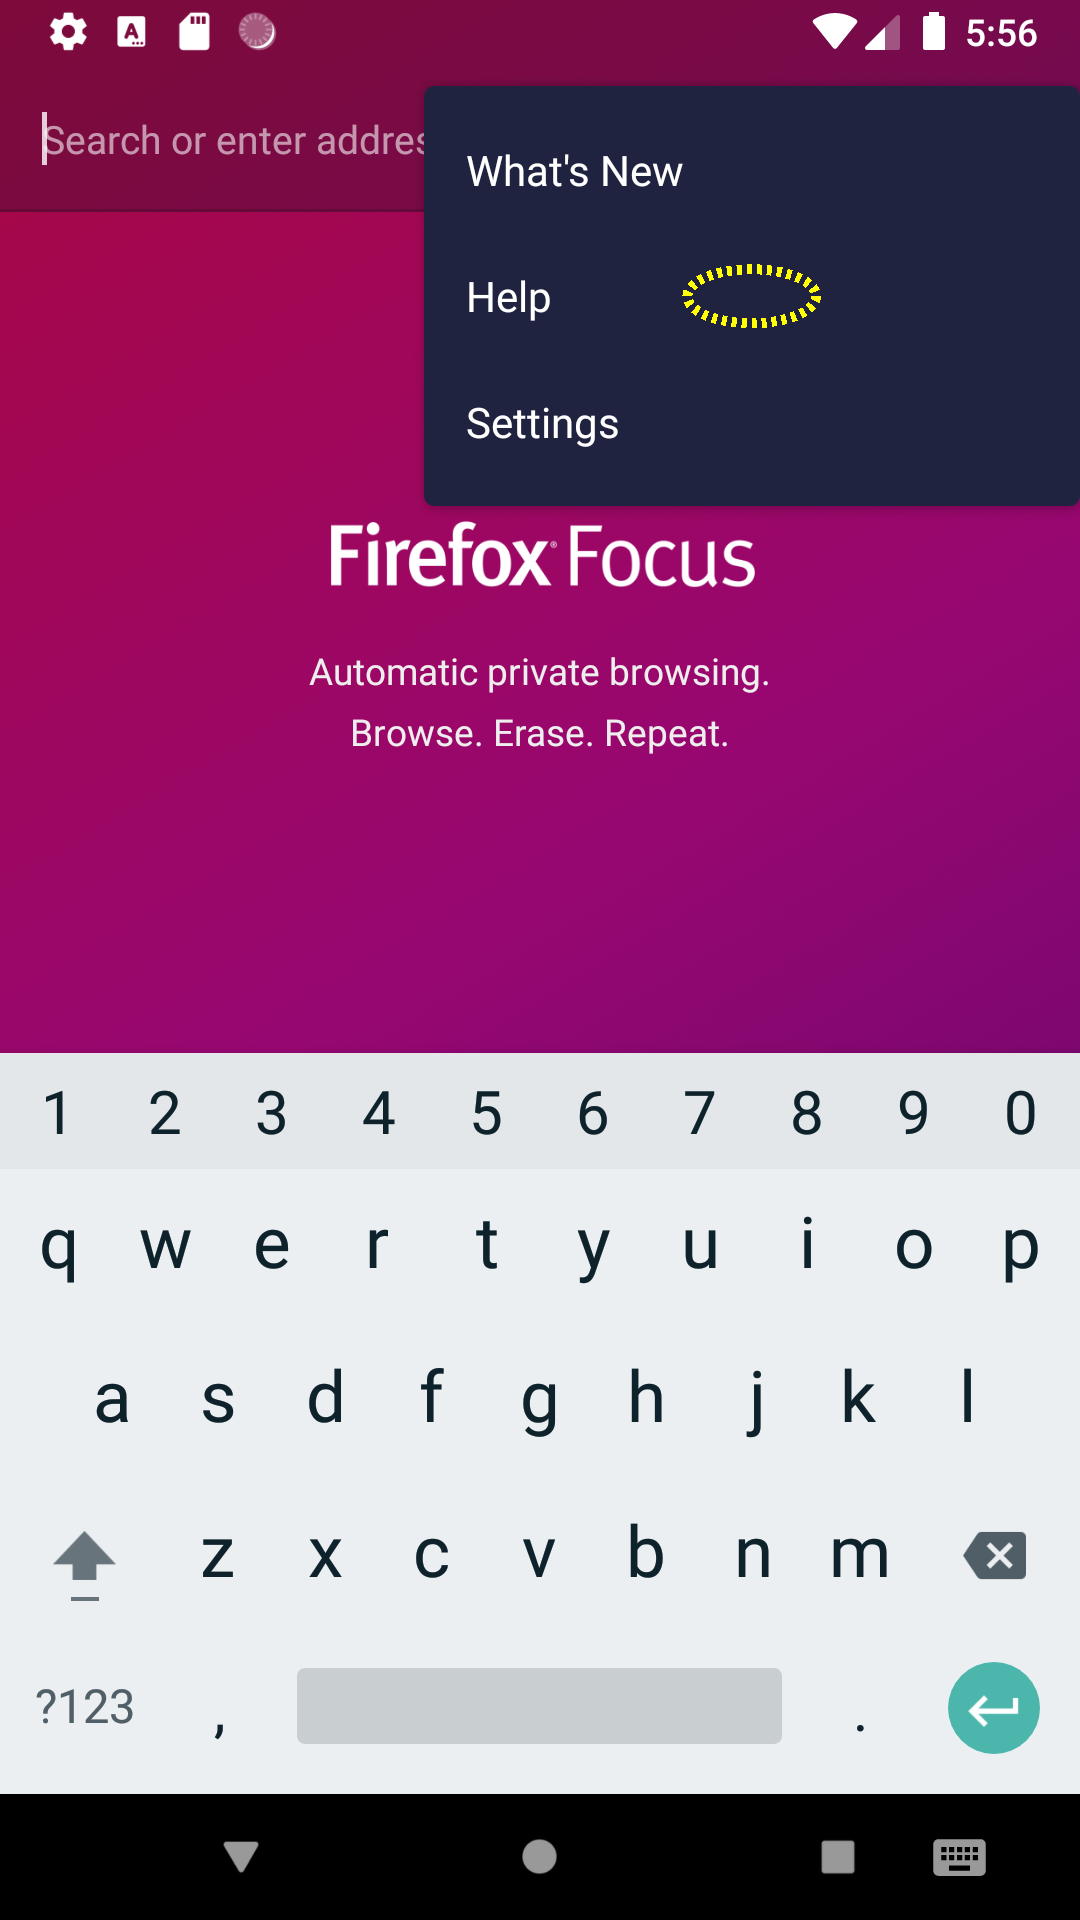 5:56
Search or enter addres
What's New
Help
Settings
Firefox Focus
Automatic private browsing.
Browse. Erase. Repeat.
1 2 3 4 5 6 7 8 9 0
q w e r t y u i o p
a s d f g h j k l
z x c v b n m
?123 , .